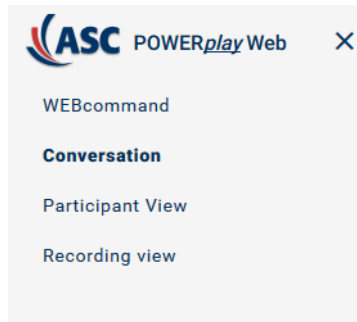 ASC POWERplay Web
WEBcommand
Conversation
Participant View
Recording view